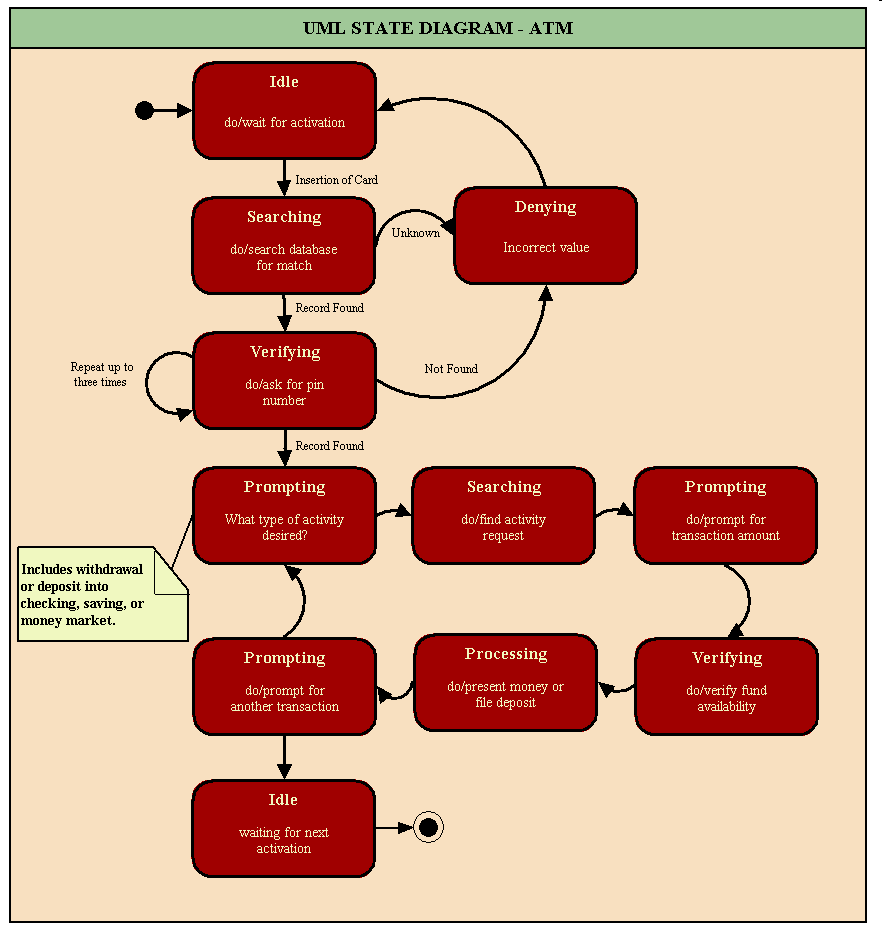 UML STATE DIAGRAM - ATM
Idle
do/wait for activation
Insertion of Card
Searching
do/search database
for match
Unknown
Denying
Incorrect value
Record Found
Verifying
do/ask for pin
number
Repeat up to
three times
Not Found
Record Found
Prompting
What type of activity
desired?
Searching
do/find activity
request
Prompting
do/prompt for
transaction amount
Includes withdrawal
or deposit into
checking, saving, or
money market.
Prompting
do/prompt for
another transaction
Processing
do/present money or
file deposit
Verifying
do/verify fund
availability
Idle
waiting for next
activation